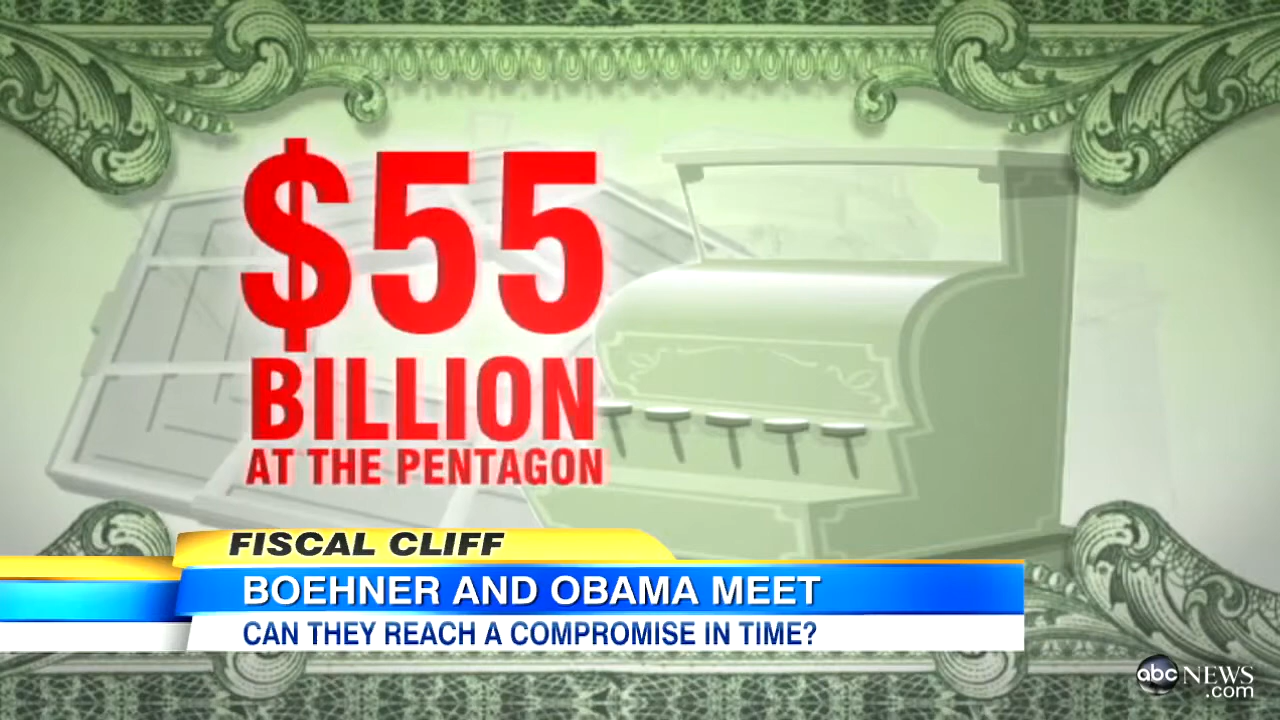 $55
BILLION
AT THE PENTAGON
FISCAL CLIFF
BOEHNER AND OBAMA MEET
CAN THEY REACH A COMPROMISE IN TIME?
abc NEWS
.com